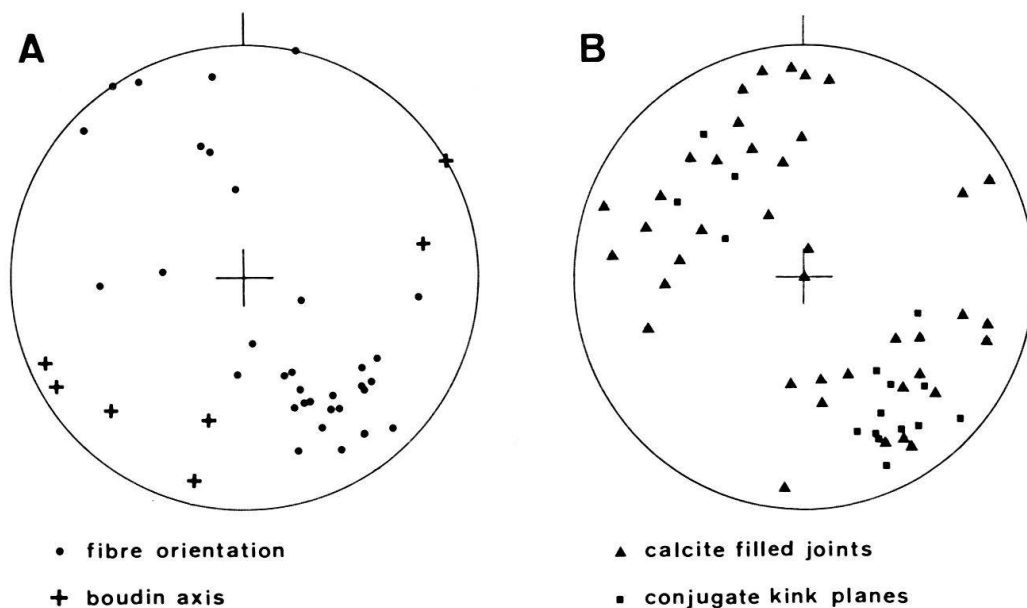 A
B
fibre orientation
calcite filled joints
boudin axis
conjugate kink planes